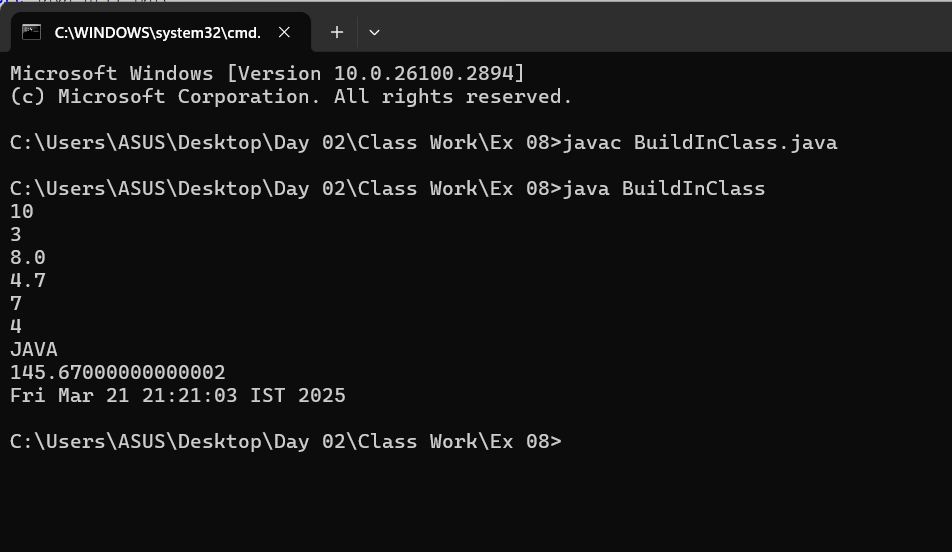 C:\WINDOWS\system32\cmd.
Microsoft Windows [Version 10.0.26100.2894]
(c) Microsoft Corporation. All rights reserved.
C:\Users\ASUS\Desktop\Day 02\Class Work\Ex 08>javac BuildInClass.java
C:\Users\ASUS\Desktop\Day 02\Class Work\Ex 08>java BuildInClass
10
3
8.0
4.7
7
4
JAVA
145.67000000000002
Fri Mar 21 21:21:03 IST 2025
C:\Users\ASUS\Desktop\Day 02\Class Work\Ex 08>